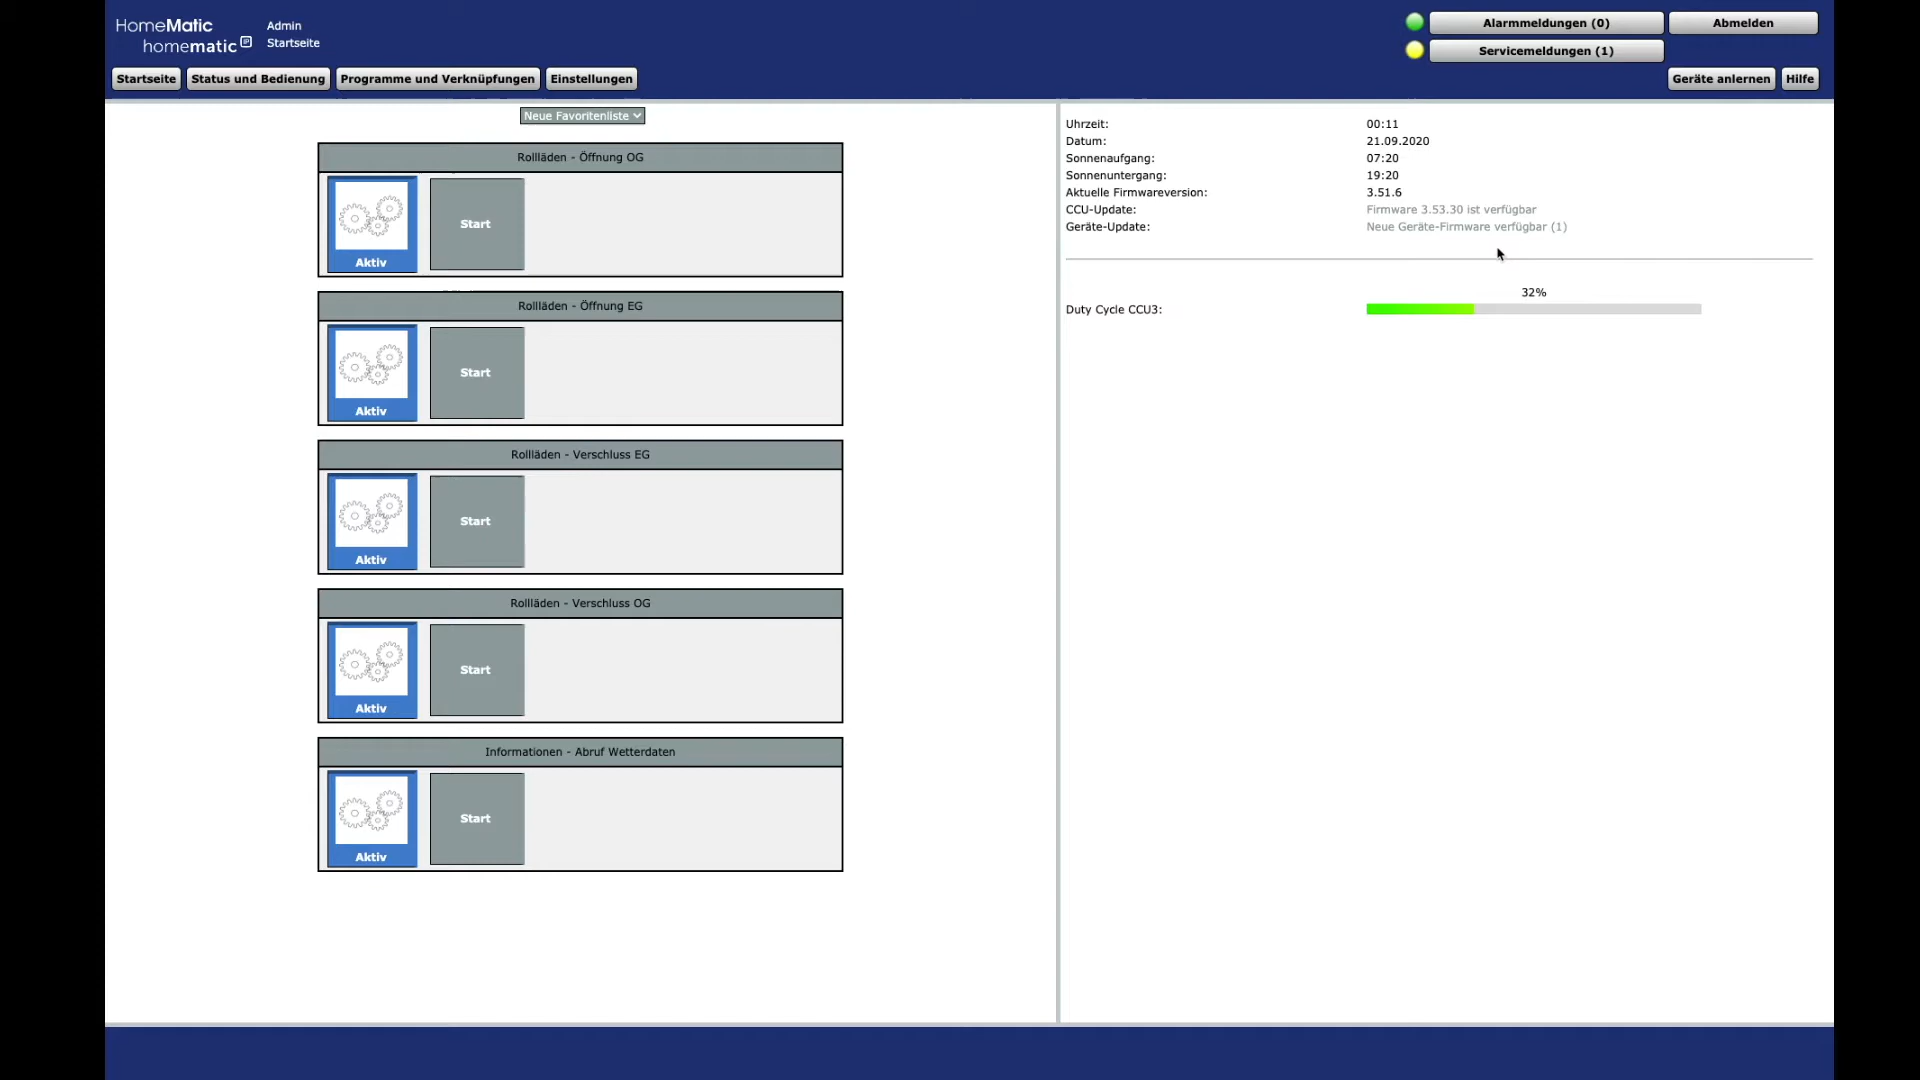 HomeMatic
homematic IP
Admin
Startseite
Alarmmeldungen (0)
Abmelden
Servicemeldungen (1)
Startseite
Status und Bedienung
Programme und Verknüpfungen
Einstellungen
Geräte anlernen
Hilfe
Neue Favoritenliste
Rollläden - Öffnung OG
Start
Aktiv
Rollläden - Öffnung EG
Start
Aktiv
Rollläden - Verschluss EG
Start
Aktiv
Rollläden - Verschluss OG
Start
Aktiv
Informationen - Abruf Wetterdaten
Start
Aktiv
Uhrzeit: 00:11
Datum: 21.09.2020
Sonnenaufgang: 07:20
Sonnenuntergang: 19:20
Aktuelle Firmwareversion: 3.51.6
CCU-Update: Firmware 3.53.30 ist verfügbar
Geräte-Update: Neue Geräte-Firmware verfügbar (1)
32%
Duty Cycle CCU3: